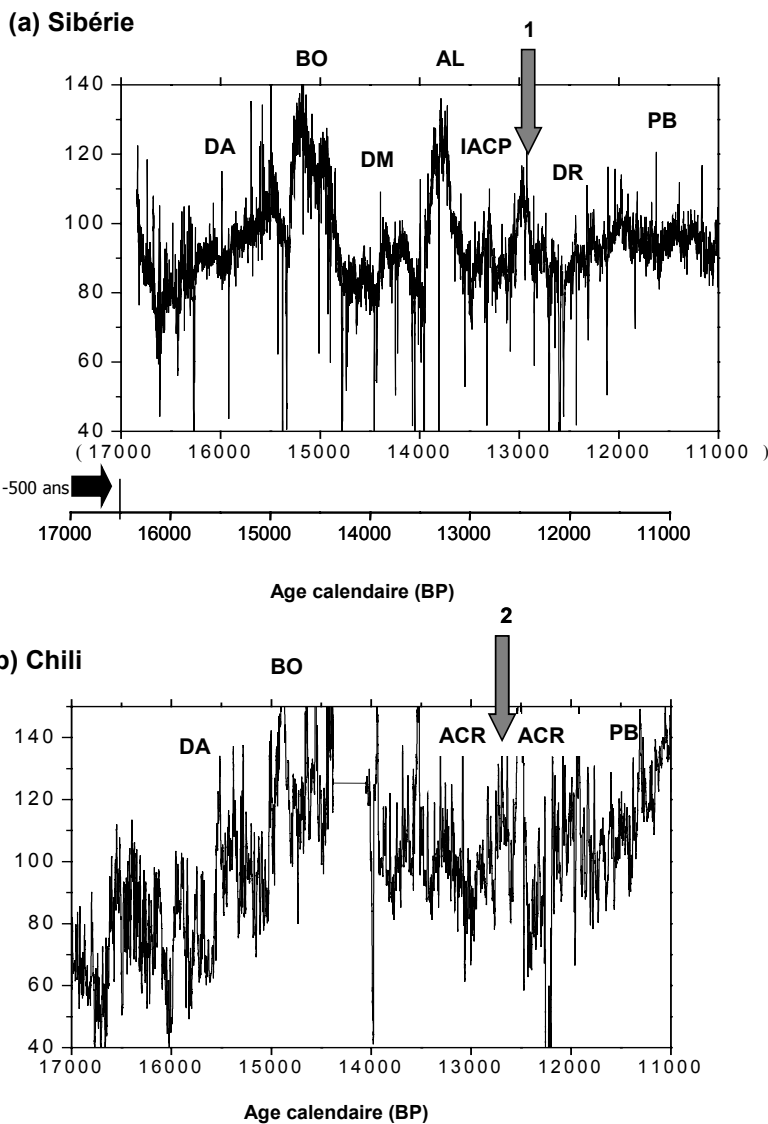 (a) Sibérie
1
BO AL
140
120
100
80
60
40
DA DM IACP DR PB
(17000 16000 15000 14000 13000 12000 11000 )
-500 ans
17000 16000 15000 14000 13000 12000 11000
Age calendaire (BP)
2
b) Chili
BO
140
120
100
80
60
40
DA ACR ACR PB
17000 16000 15000 14000 13000 12000 11000
Age calendaire (BP)